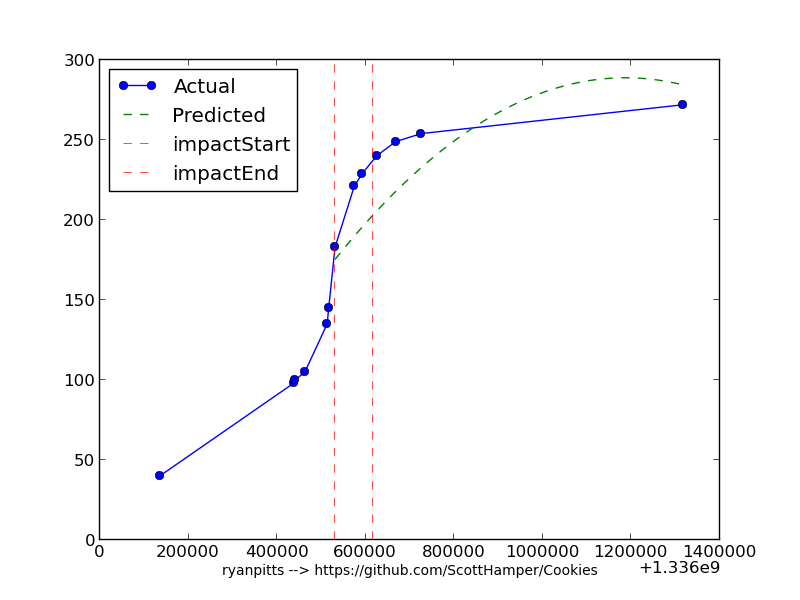 300
250
200
150
100
50
0
Actual
Predicted
impactStart
impactEnd
0 200000 400000 600000 800000 1000000 1200000 1400000
+1.336e9
ryanpitts --> https://github.com/ScottHamper/Cookies